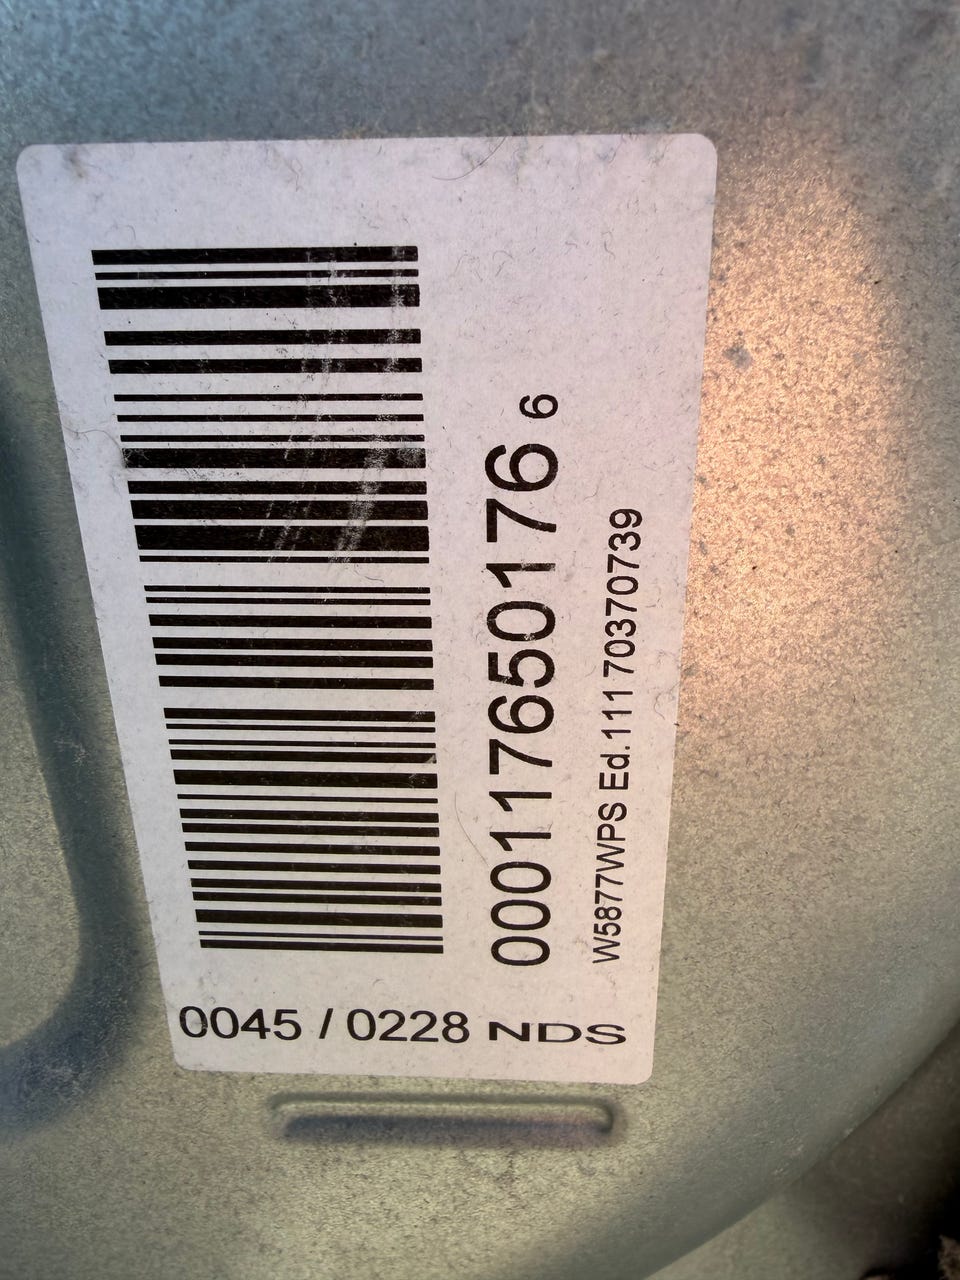 0001176501766
W5877WPS Ed.111 70370739
0045 / 0228 NDS